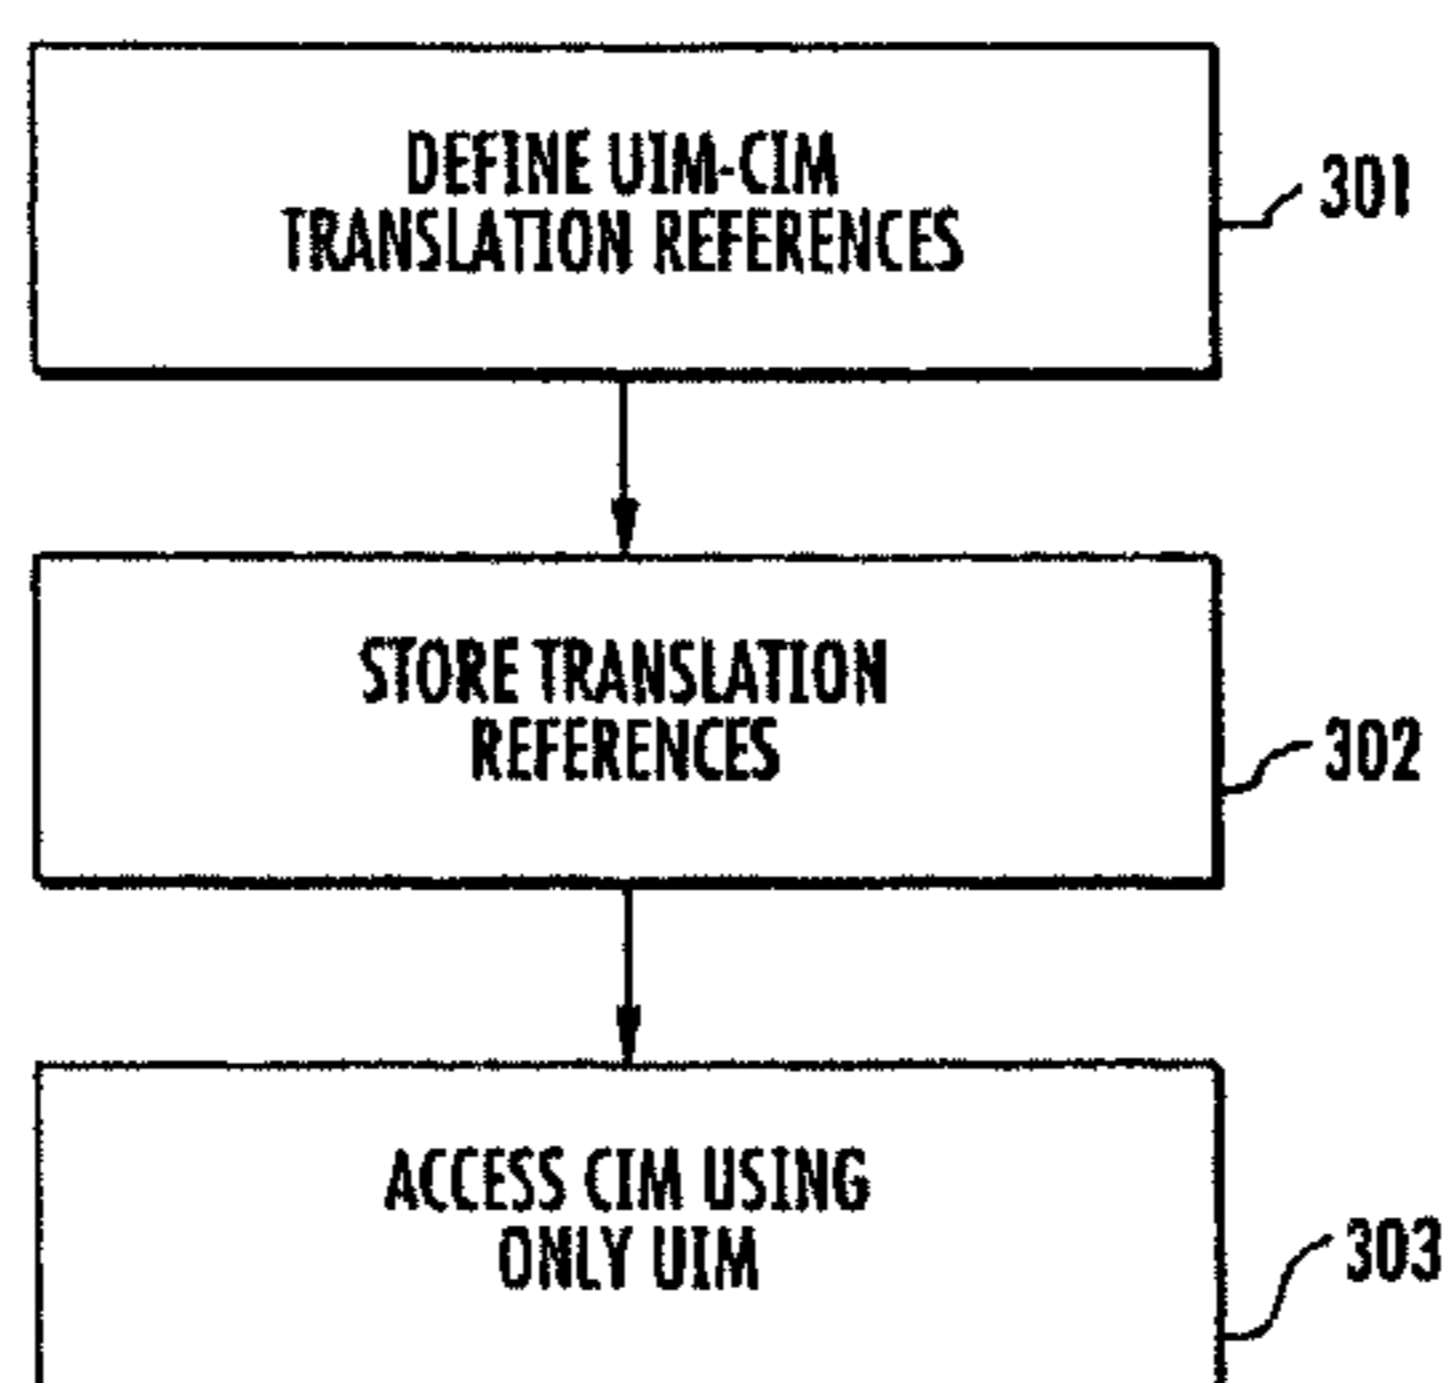 DEFINE UIM-CIM
TRANSLATION REFERENCES
301
STORE TRANSLATION
REFERENCES
302
ACCESS CIM USING
ONLY UIM
303